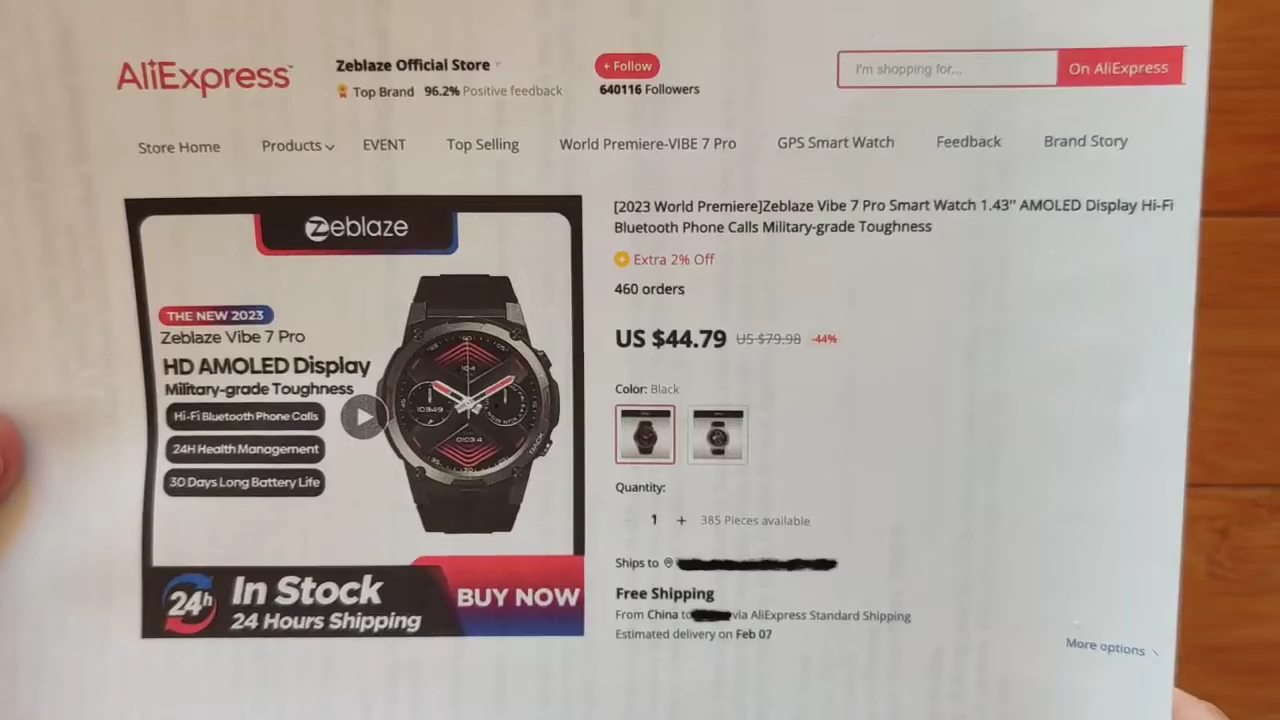 AliExpress
Zeblaze Official Store
+ Follow
Top Brand 96.2% Positive feedback
640116 Followers
I'm shopping for...
On AliExpress
Store Home
Products
EVENT
Top Selling
World Premiere-VIBE 7 Pro
GPS Smart Watch
Feedback
Brand Story
Zeblaze
THE NEW 2023
Zeblaze Vibe 7 Pro
HD AMOLED Display
Military-grade Toughness
Hi-Fi Bluetooth Phone Calls
24H Health Management
30 Days Long Battery Life
24h
In Stock
24 Hours Shipping
BUY NOW
[2023 World Premiere]Zeblaze Vibe 7 Pro Smart Watch 1.43'' AMOLED Display Hi-Fi
Bluetooth Phone Calls Military-grade Toughness
Extra 2% Off
460 orders
US $44.79 US $79.98 -44%
Color: Black
Quantity:
1 + 385 Pieces available
Ships to
Free Shipping
From China to via AliExpress Standard Shipping
Estimated delivery on Feb 07
More options